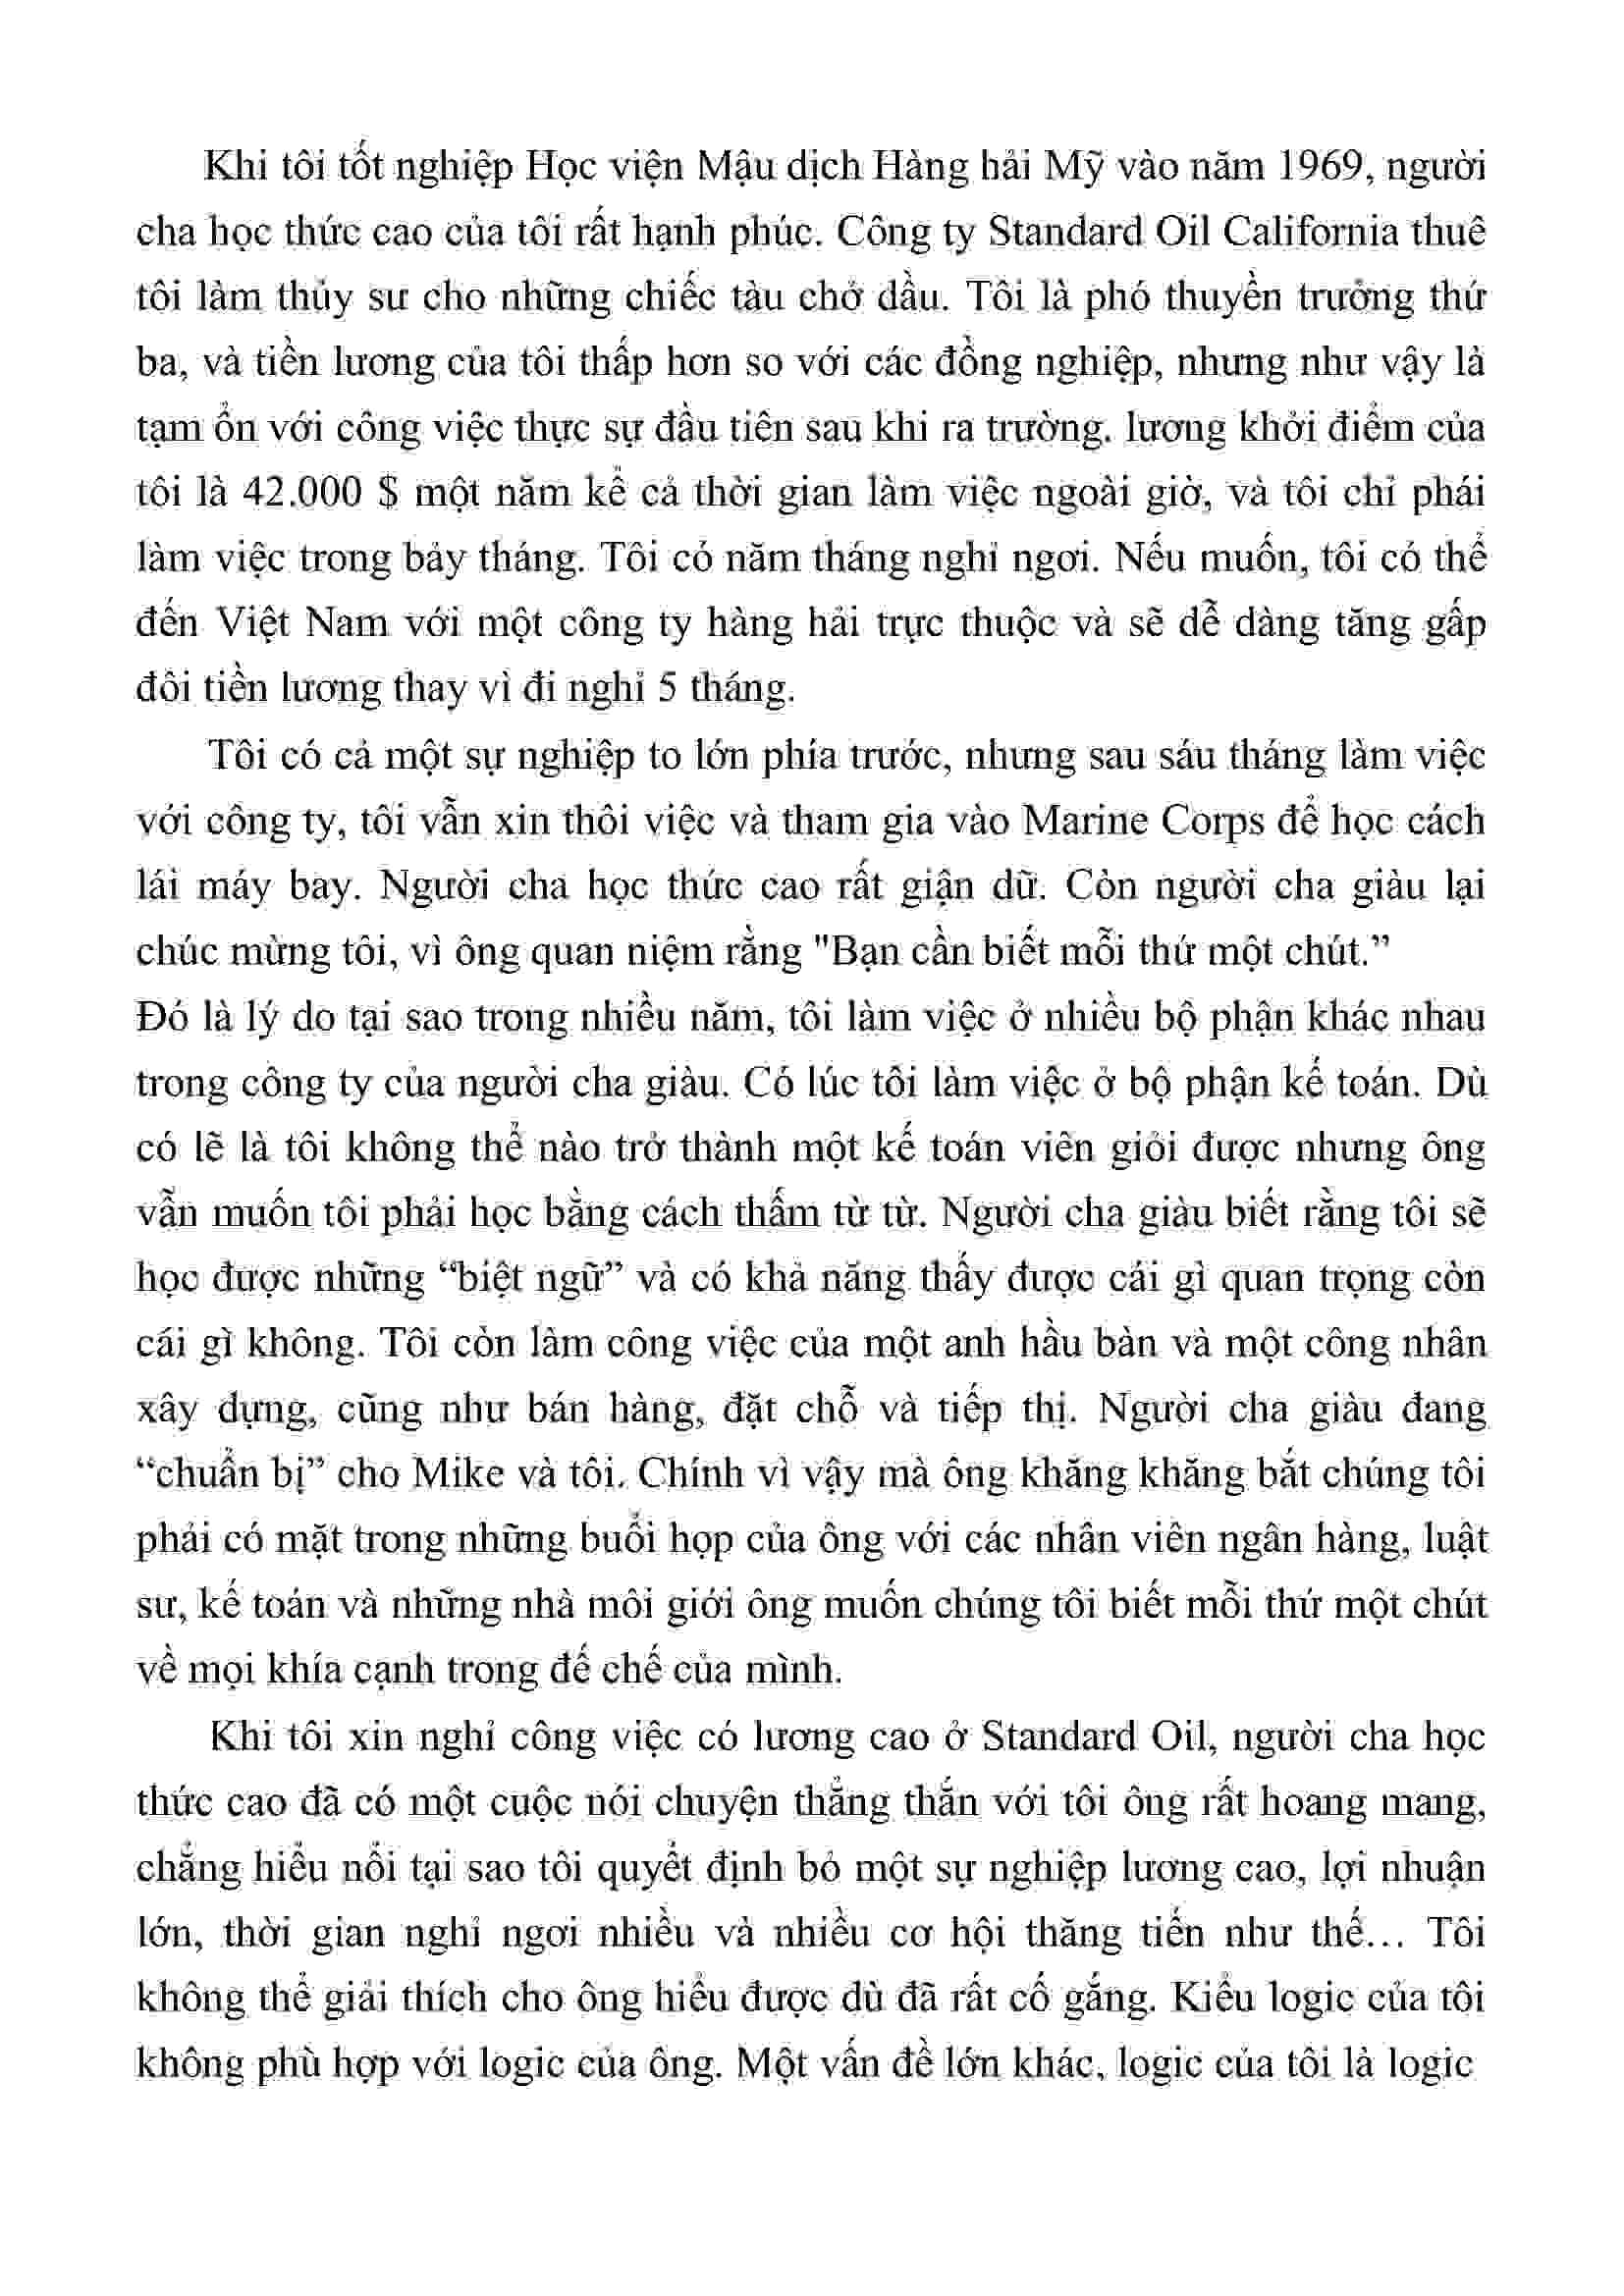 Khi tôi tốt nghiệp Học viện Mậu dịch Hàng hải Mỹ vào năm 1969, người
cha học thức cao của tôi rất hạnh phúc. Công ty Standard Oil California thuê
tôi làm thủy sư cho những chiếc tàu chở dầu. Tôi là phó thuyền trưởng thứ
ba, và tiền lương của tôi thấp hơn so với các đồng nghiệp, nhưng như vậy là
tạm ổn với công việc thực sự đầu tiên sau khi ra trường. lương khởi điểm của
tôi là 42.000 $ một năm kể cả thời gian làm việc ngoài giờ, và tôi chỉ phải
làm việc trong bảy tháng. Tôi có năm tháng nghỉ ngơi. Nếu muốn, tôi có thể
đến Việt Nam với một công ty hàng hải trực thuộc và sẽ dễ dàng tăng gấp
đôi tiền lương thay vì đi nghỉ 5 tháng.
Tôi có cả một sự nghiệp to lớn phía trước, nhưng sau sáu tháng làm việc
với công ty, tôi vẫn xin thôi việc và tham gia vào Marine Corps để học cách
lái máy bay. Người cha học thức cao rất giận dữ. Còn người cha giàu lại
chúc mừng tôi, vì ông quan niệm rằng "Bạn cần biết mỗi thứ một chút.”
Đó là lý do tại sao trong nhiều năm, tôi làm việc ở nhiều bộ phận khác nhau
trong công ty của người cha giàu. Có lúc tôi làm việc ở bộ phận kế toán. Dù
có lẽ là tôi không thể nào trở thành một kế toán viên giỏi được nhưng ông
vẫn muốn tôi phải học bằng cách thấm từ từ. Người cha giàu biết rằng tôi sẽ
học được những “biệt ngữ” và có khả năng thấy được cái gì quan trọng còn
cái gì không. Tôi còn làm công việc của một anh hầu bàn và một công nhân
xây dựng, cũng như bán hàng, đặt chỗ và tiếp thị. Người cha giàu đang
“chuẩn bị” cho Mike và tôi. Chính vì vậy mà ông khăng khăng bắt chúng tôi
phải có mặt trong những buổi họp của ông với các nhân viên ngân hàng, luật
sư, kế toán và những nhà môi giới ông muốn chúng tôi biết mỗi thứ một chút
về mọi khía cạnh trong đế chế của mình.
Khi tôi xin nghỉ công việc có lương cao ở Standard Oil, người cha học
thức cao đã có một cuộc nói chuyện thẳng thắn với tôi ông rất hoang mang,
chẳng hiểu nổi tại sao tôi quyết định bỏ một sự nghiệp lương cao, lợi nhuận
lớn, thời gian nghỉ ngơi nhiều và nhiều cơ hội thăng tiến như thế… Tôi
không thể giải thích cho ông hiểu được dù đã rất cố gắng. Kiểu logic của tôi
không phù hợp với logic của ông. Một vấn đề lớn khác, logic của tôi là logic